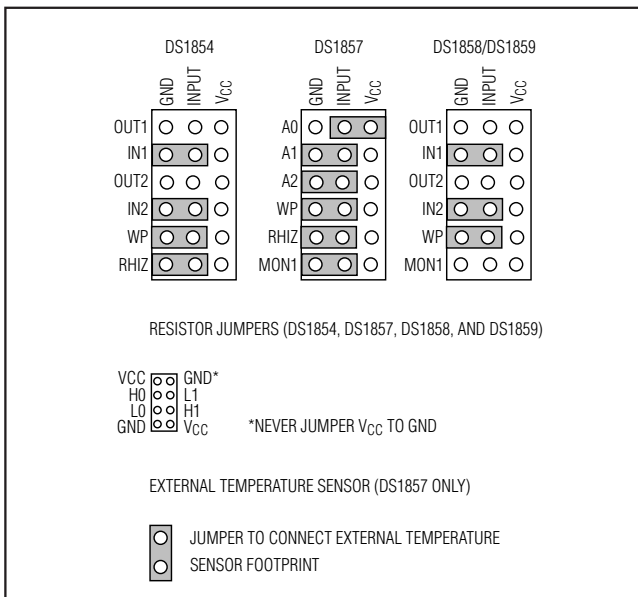 DS1854 DS1857 DS1858/DS1859
GND INPUT VCC GND INPUT VCC GND INPUT VCC
OUT1 A0 OUT1
IN1 A1 IN1
OUT2 A2 OUT2
IN2 WP IN2
WP RHIZ WP
RHIZ MON1 MON1
RESISTOR JUMPERS (DS1854, DS1857, DS1858, AND DS1859)
VCC GND*
H0 L1
L0 H1
GND VCC *NEVER JUMPER VCC TO GND
EXTERNAL TEMPERATURE SENSOR (DS1857 ONLY)
JUMPER TO CONNECT EXTERNAL TEMPERATURE
SENSOR FOOTPRINT